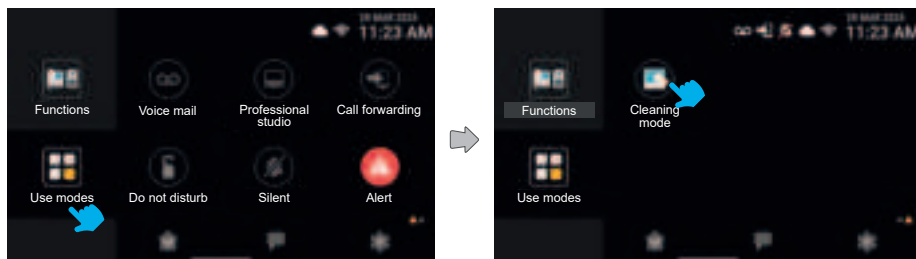 11:23 AM
Functions
Voice mail
Professional
studio
Call forwarding
Use modes
Do not disturb
Silent
Alert
11:23 AM
Functions
Cleaning
mode
Use modes